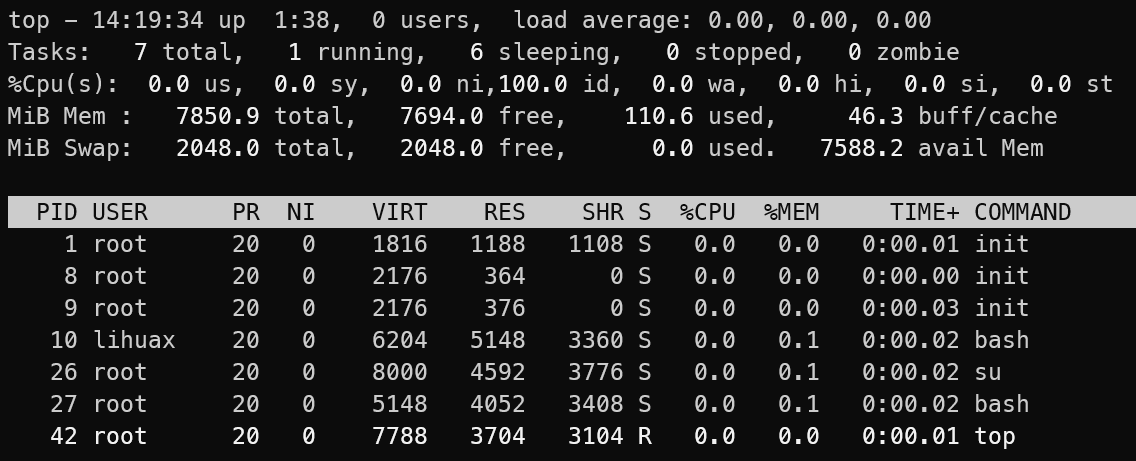 top - 14:19:34 up  1:38,  0 users,  load average: 0.00, 0.00, 0.00
Tasks:   7 total,   1 running,   6 sleeping,   0 stopped,   0 zombie
%Cpu(s):  0.0 us,  0.0 sy,  0.0 ni,100.0 id,  0.0 wa,  0.0 hi,  0.0 si,  0.0 st
MiB Mem :   7850.9 total,   7694.0 free,    110.6 used,     46.3 buff/cache
MiB Swap:   2048.0 total,   2048.0 free,      0.0 used.   7588.2 avail Mem
  PID USER      PR  NI    VIRT    RES    SHR S  %CPU  %MEM     TIME+ COMMAND
    1 root      20   0    1816   1188   1108 S   0.0   0.0   0:00.01 init
    8 root      20   0    2176    364      0 S   0.0   0.0   0:00.00 init
    9 root      20   0    2176    376      0 S   0.0   0.0   0:00.03 init
   10 lihuax    20   0    6204   5148   3360 S   0.0   0.1   0:00.02 bash
   26 root      20   0    8000   4592   3776 S   0.0   0.1   0:00.02 su
   27 root      20   0    5148   4052   3408 S   0.0   0.1   0:00.02 bash
   42 root      20   0    7788   3704   3104 R   0.0   0.0   0:00.01 top